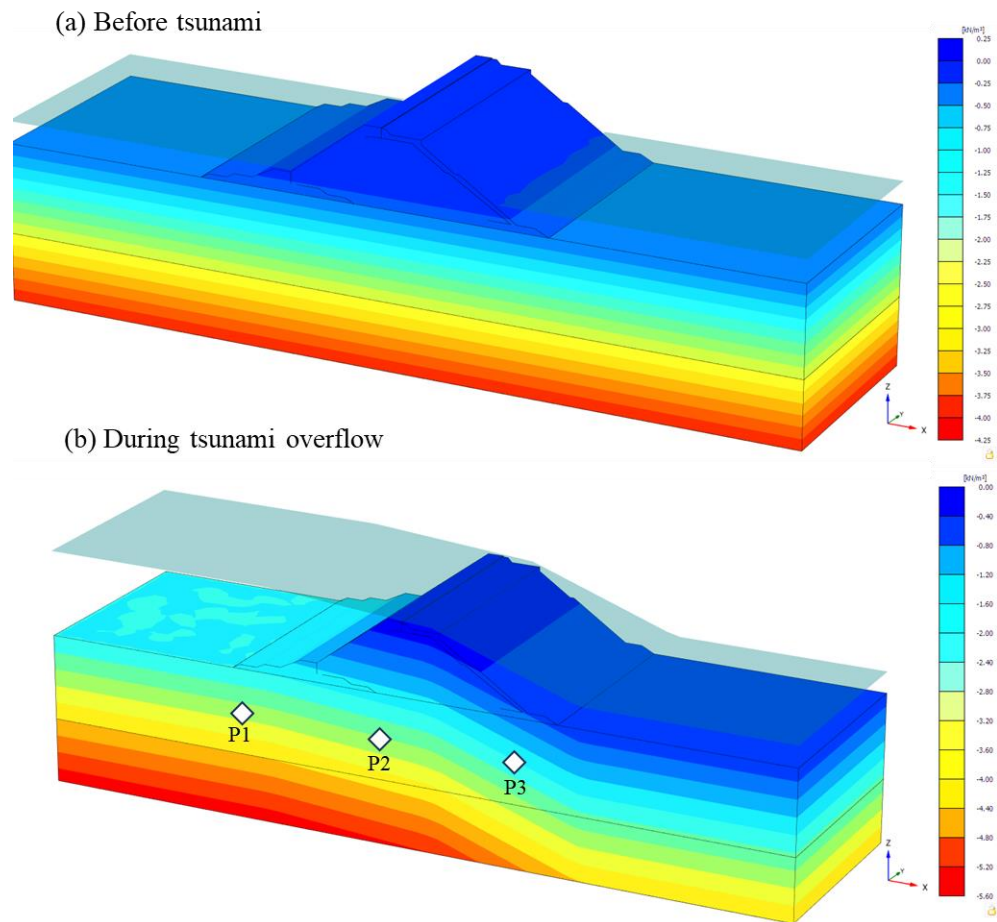 (a) Before tsunami
[kN/m²]
0.25
0.00
-0.25
-0.50
-0.75
-1.00
-1.25
-1.50
-1.75
-2.00
-2.25
-2.50
-2.75
-3.00
-3.25
-3.50
-3.75
-4.00
-4.25
Z
Y
X
(b) During tsunami overflow
[kN/m²]
0.00
-0.40
-0.80
-1.20
-1.60
-2.00
-2.40
-2.80
-3.20
-3.60
-4.00
-4.40
-4.80
-5.20
-5.60
P1
P2
P3
Z
Y
X